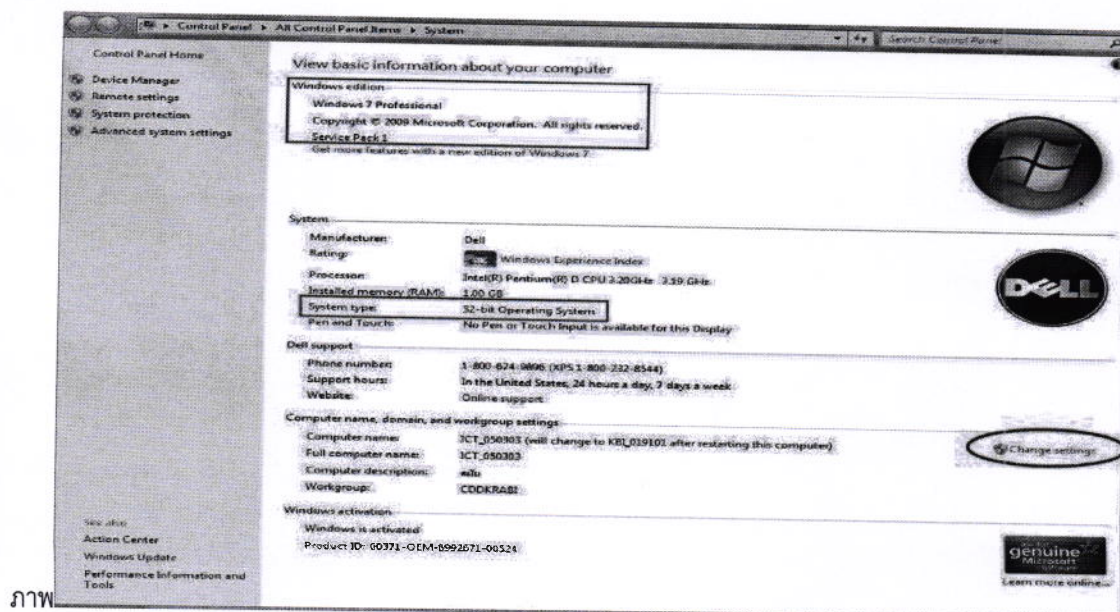 Control Panel ▸ All Control Panel Items ▸ System
Search Control Panel
Control Panel Home
Device Manager
Remote settings
System protection
Advanced system settings
View basic information about your computer
Windows edition
Windows 7 Professional
Copyright © 2009 Microsoft Corporation. All rights reserved.
Service Pack 1
Get more features with a new edition of Windows 7
System
Manufacturer: Dell
Rating: Windows Experience Index
Processor: Intel(R) Pentium(R) D CPU 3.20GHz 3.19 GHz
Installed memory (RAM): 1.00 GB
System type: 32-bit Operating System
Pen and Touch: No Pen or Touch Input is available for this Display
DELL
Dell support
Phone number: 1-800-624-9896 (XPS 1-800-232-8544)
Support hours: In the United States, 24 hours a day, 7 days a week
Website: Online support
Computer name, domain, and workgroup settings
Computer name: ICT_050303 (will change to KBI_019101 after restarting this computer)
Change settings
Full computer name: ICT_050303
Computer description:
Workgroup: CDDKRABI
Windows activation
Windows is activated
Product ID: 00371-OEM-8992671-00524
genuine
Microsoft
software
Learn more online...
See also
Action Center
Windows Update
Performance Information and
Tools
ภาพ